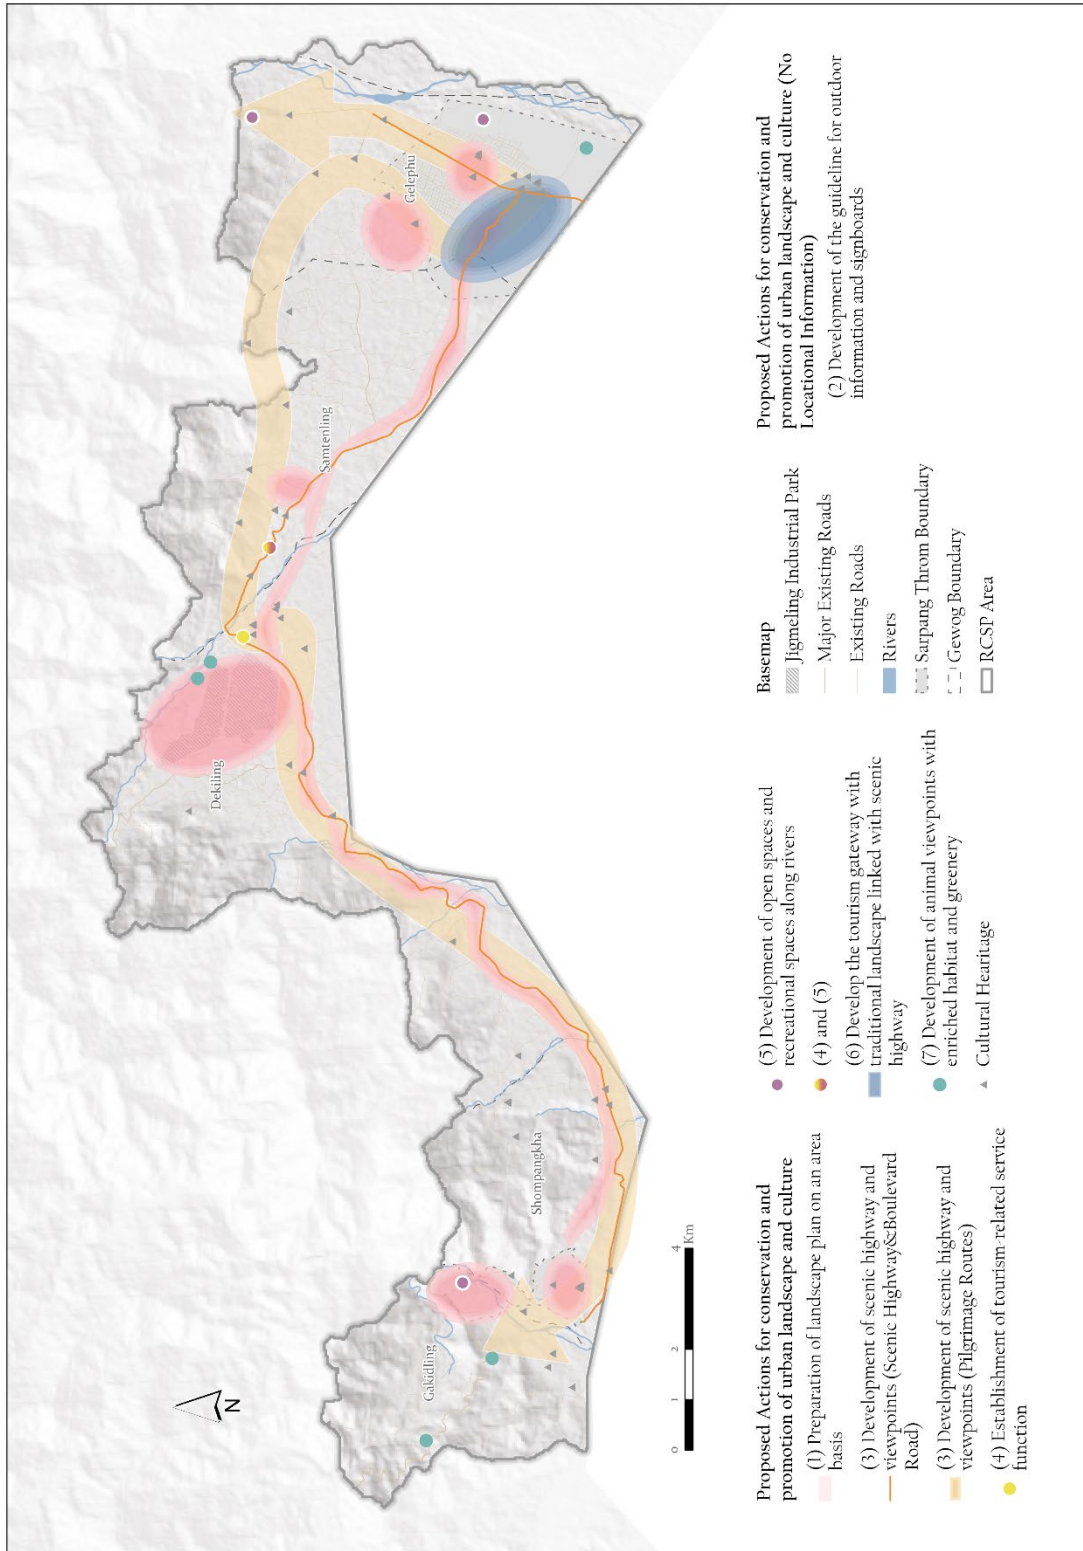 Gelephu
Samtenling
Dekiling
Shompangkha
Gakidling
N
0 1 2 4
Km
Proposed Actions for conservation and
promotion of urban landscape and culture
(1) Preparation of landscape plan on an area
basis
(3) Development of scenic highway and
viewpoints (Scenic Highway&Boulevard
Road)
(3) Development of scenic highway and
viewpoints (Pilgrimage Routes)
(4) Establishment of tourism-related service
function
(5) Development of open spaces and
recreational spaces along rivers
(4) and (5)
(6) Develop the tourism gateway with
traditional landscape linked with scenic
highway
(7) Development of animal viewpoints with
enriched habitat and greenery
Cultural Hearitage
Basemap
Jigmeling Industrial Park
Major Existing Roads
Existing Roads
Rivers
Sarpang Throm Boundary
Gewog Boundary
RCSP Area
Proposed Actions for conservation and
promotion of urban landscape and culture (No
Locational Information)
(2) Development of the guideline for outdoor
information and signboards